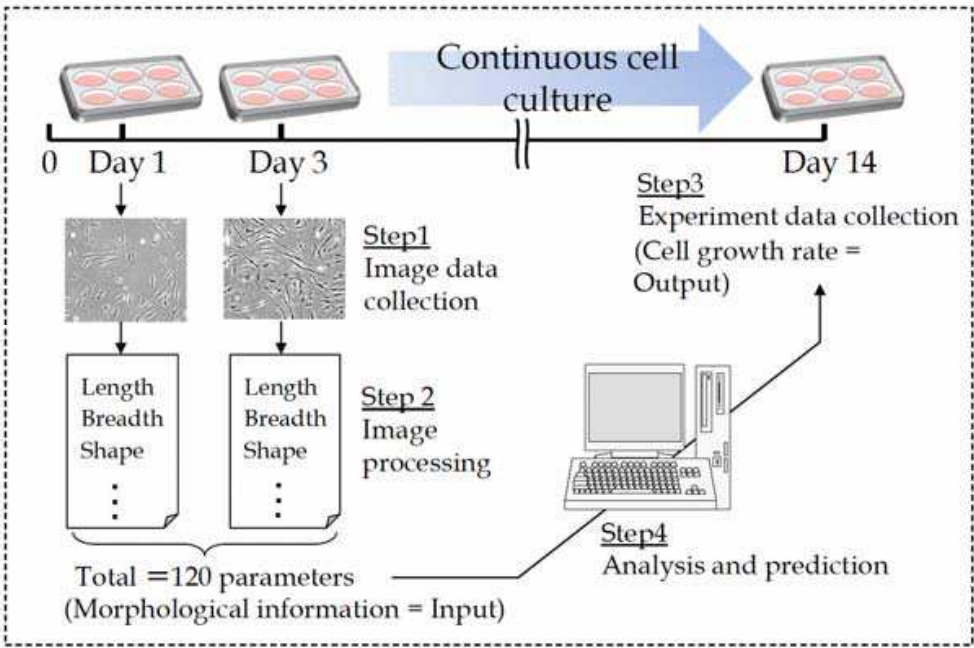 Continuous cell
culture
0 Day 1 Day 3 Day 14
Step1
Image data
collection
Step3
Experiment data collection
(Cell growth rate =
Output)
Length
Breadth
Shape
Length
Breadth
Shape
Step 2
Image
processing
Step4
Analysis and prediction
Total =120 parameters
(Morphological information = Input)